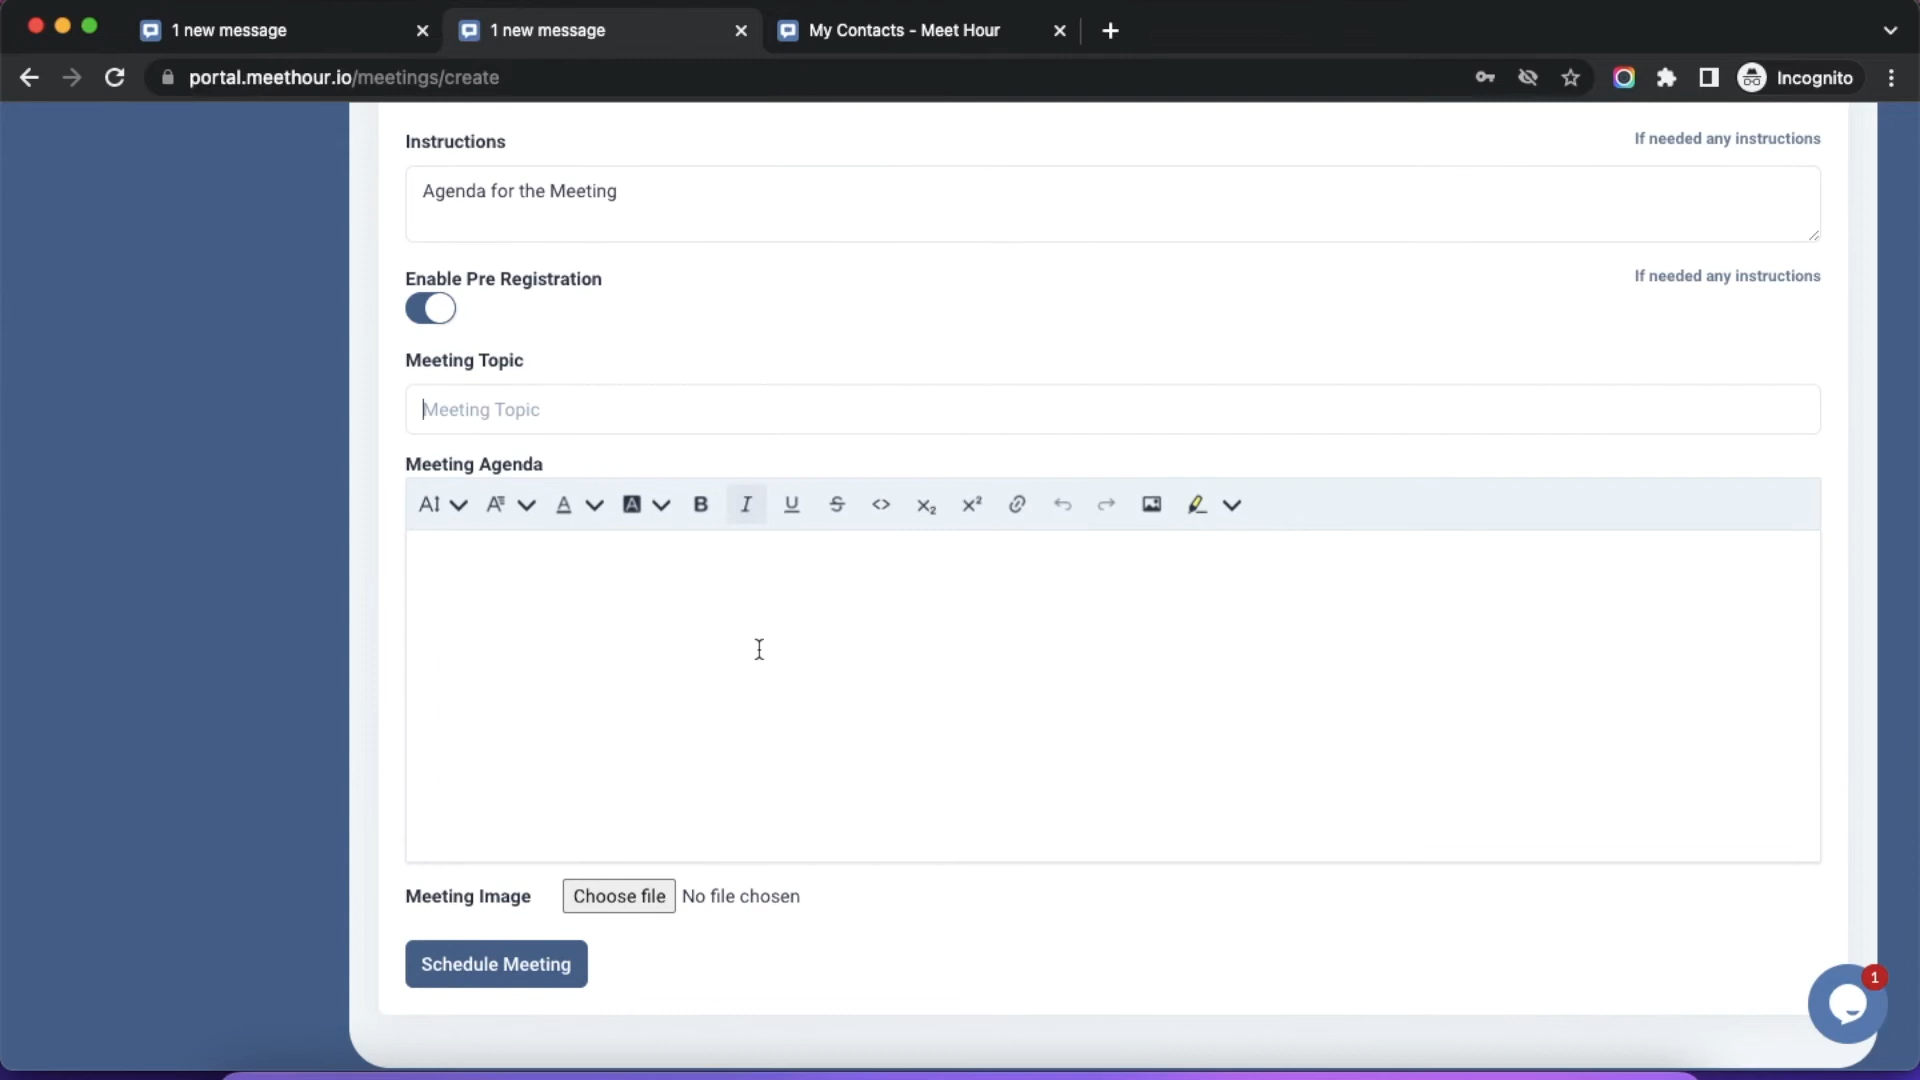 1 new message
1 new message
My Contacts - Meet Hour
portal.meethour.io/meetings/create
Incognito
Instructions
If needed any instructions
Agenda for the Meeting
Enable Pre Registration
If needed any instructions
Meeting Topic
Meeting Topic
Meeting Agenda
Meeting Image
Choose file No file chosen
Schedule Meeting
1